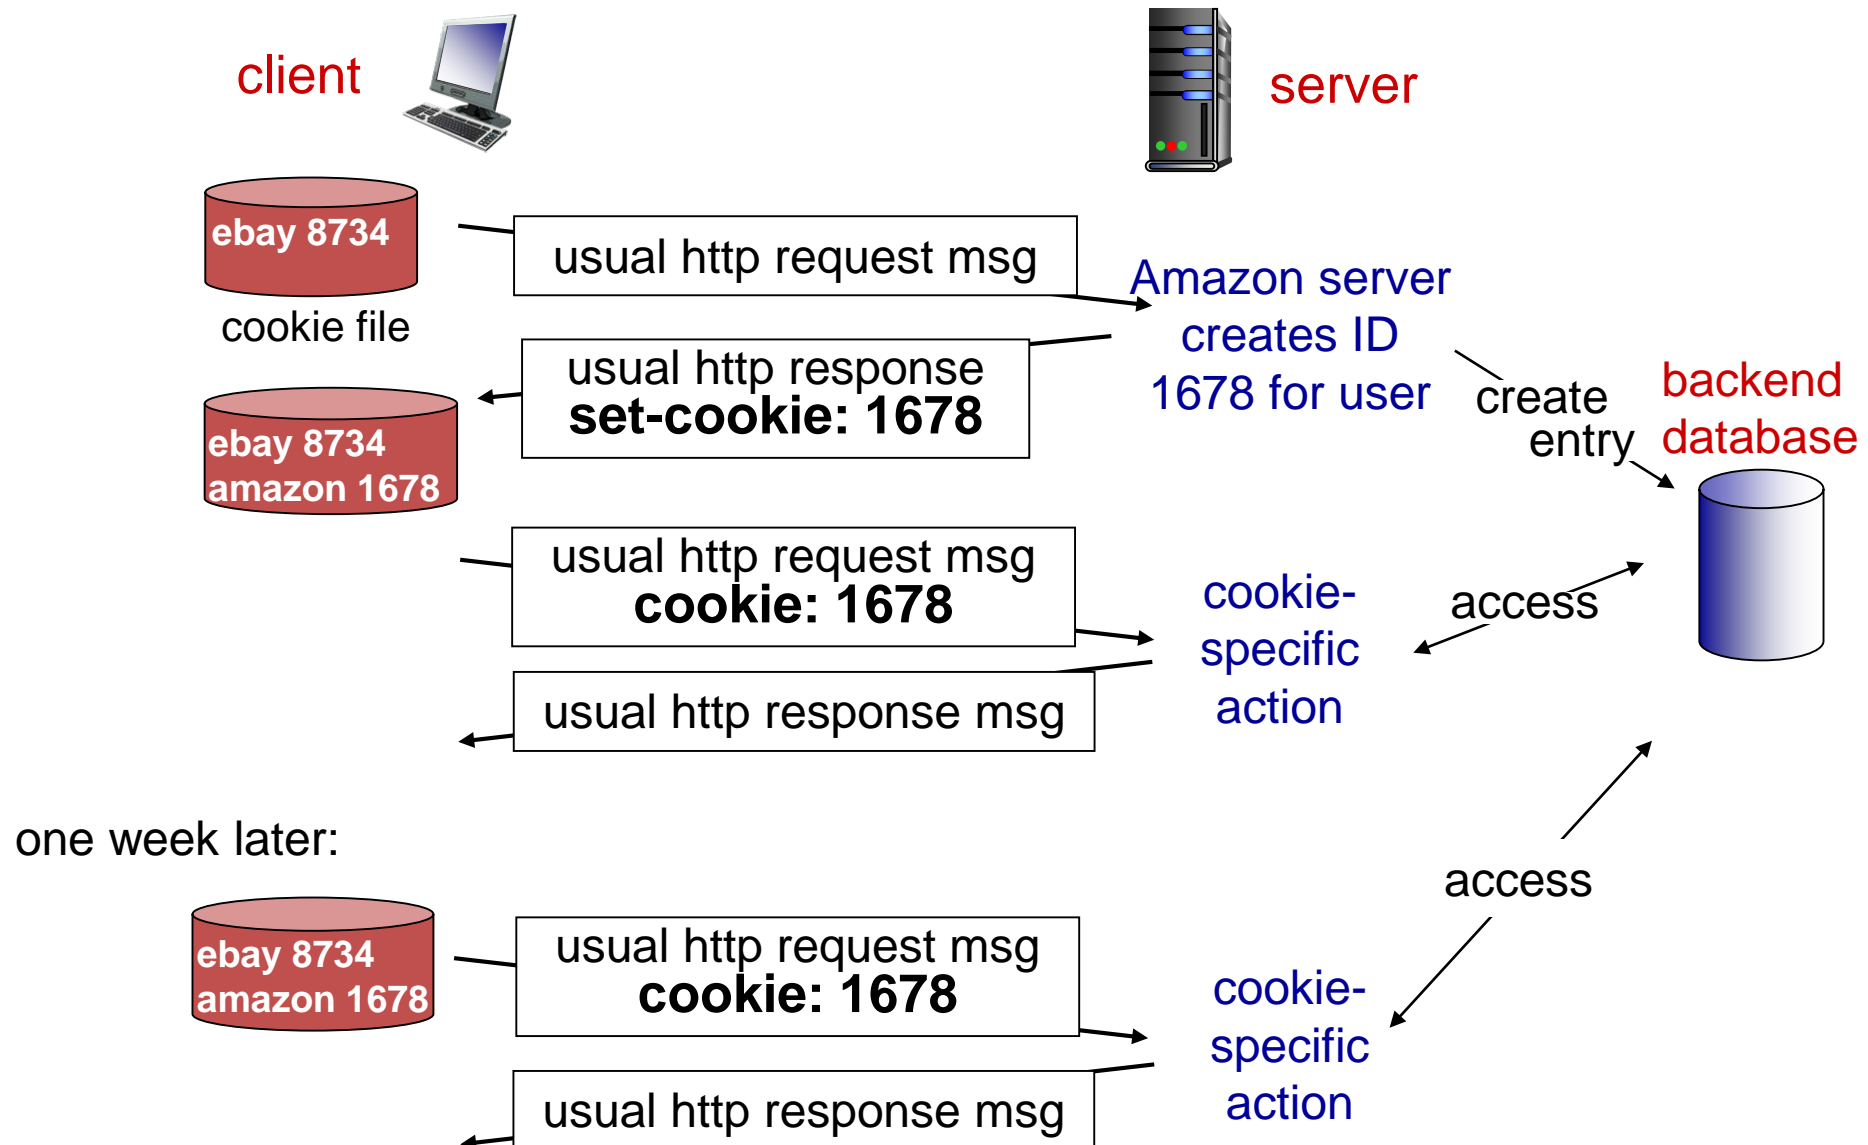 client
server
ebay 8734
cookie file
usual http request msg
Amazon server
creates ID
1678 for user
usual http response
set-cookie: 1678
create
entry
backend
database
ebay 8734
amazon 1678
usual http request msg
cookie: 1678
cookie-
specific
action
access
usual http response msg
one week later:
access
ebay 8734
amazon 1678
usual http request msg
cookie: 1678
cookie-
specific
action
usual http response msg